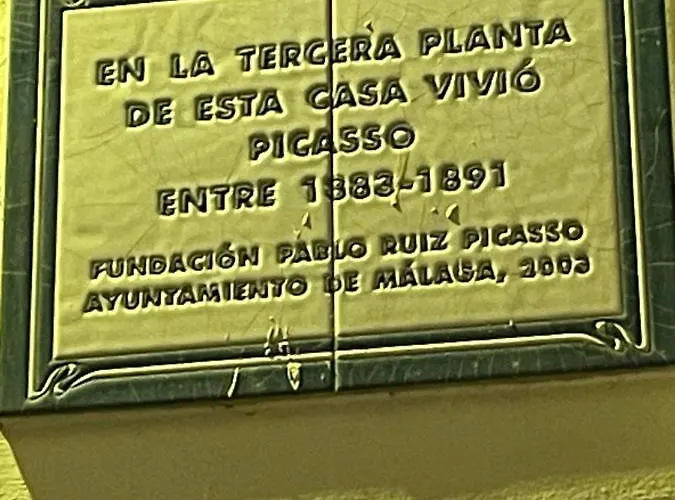 EN LA TERCERA PLANTA
DE ESTA CASA VIVIÓ
PICASSO
ENTRE 1883-1891
FUNDACIÓN PABLO RUIZ PICASSO
AYUNTAMIENTO DE MÁLAGA, 2003